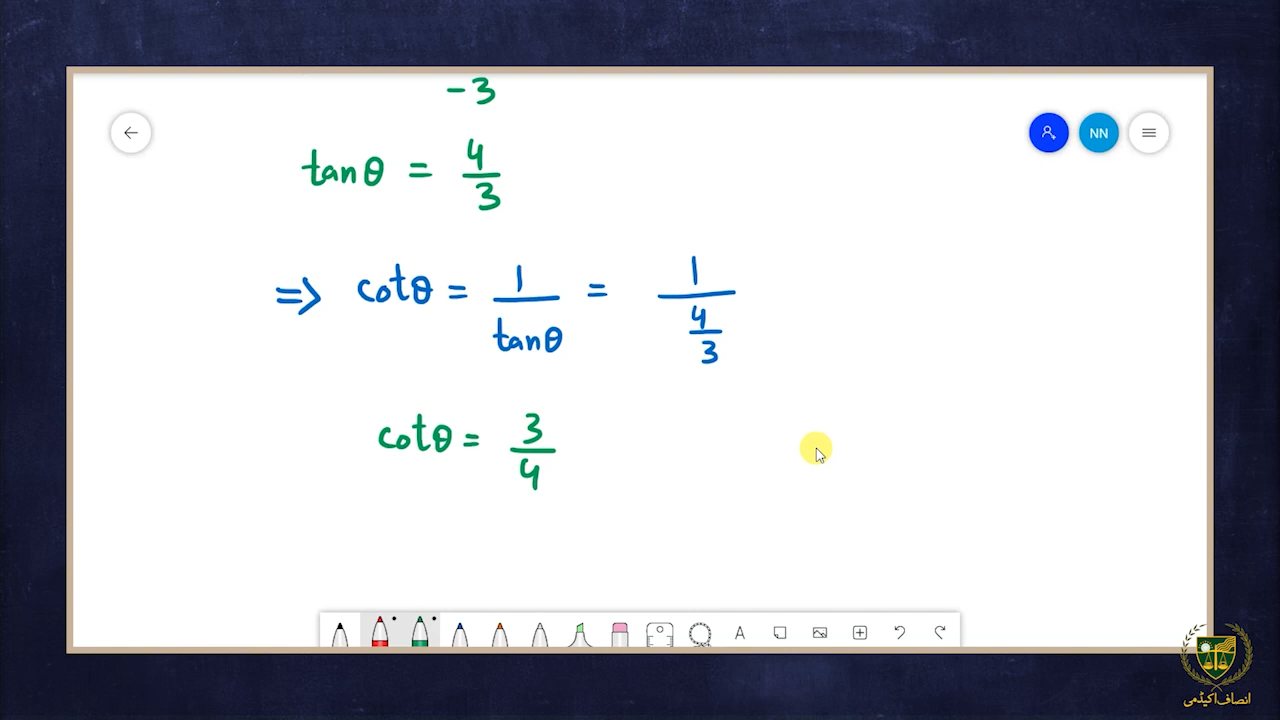 -3
tanθ = 4/3
NN
⇒ cotθ = 1/tanθ = 1/(4/3)
cotθ = 3/4
A
انصاف اکیڈمی